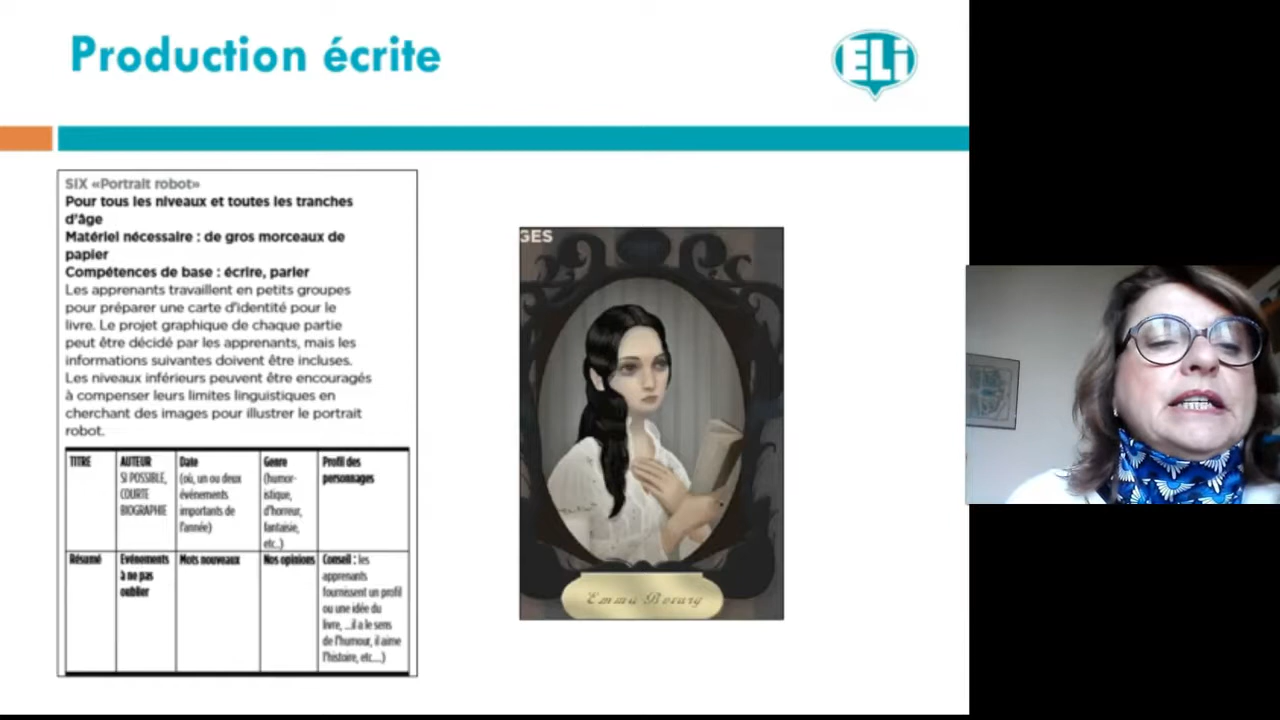 Production écrite
ELi
SIX «Portrait robot»
Pour tous les niveaux et toutes les tranches
d'âge
Matériel nécessaire : de gros morceaux de
papier
Compétences de base : écrire, parler
Les apprenants travaillent en petits groupes
pour préparer une carte d'identité pour le
livre. Le projet graphique de chaque partie
peut être décidé par les apprenants, mais les
informations suivantes doivent être incluses.
Les niveaux inférieurs peuvent être encouragés
à compenser leurs limites linguistiques en
cherchant des images pour illustrer le portrait
robot.
TITRE
AUTEUR
SI POSSIBLE,
COURTE
BIOGRAPHIE
Date
(où, un ou deux
événements
importants de
l'année)
Genre
(humor-
istique,
d'horreur,
fantaisie,
etc..)
Profil des
personnages
Résumé
Evénements
à ne pas
oublier
Mots nouveaux
Nos opinions
Conseil : les
apprenants
fournissent un profil
ou une idée du
livre, ...il a le sens
de l'humour, il aime
l'histoire, etc....)
GES
Emma Bovary